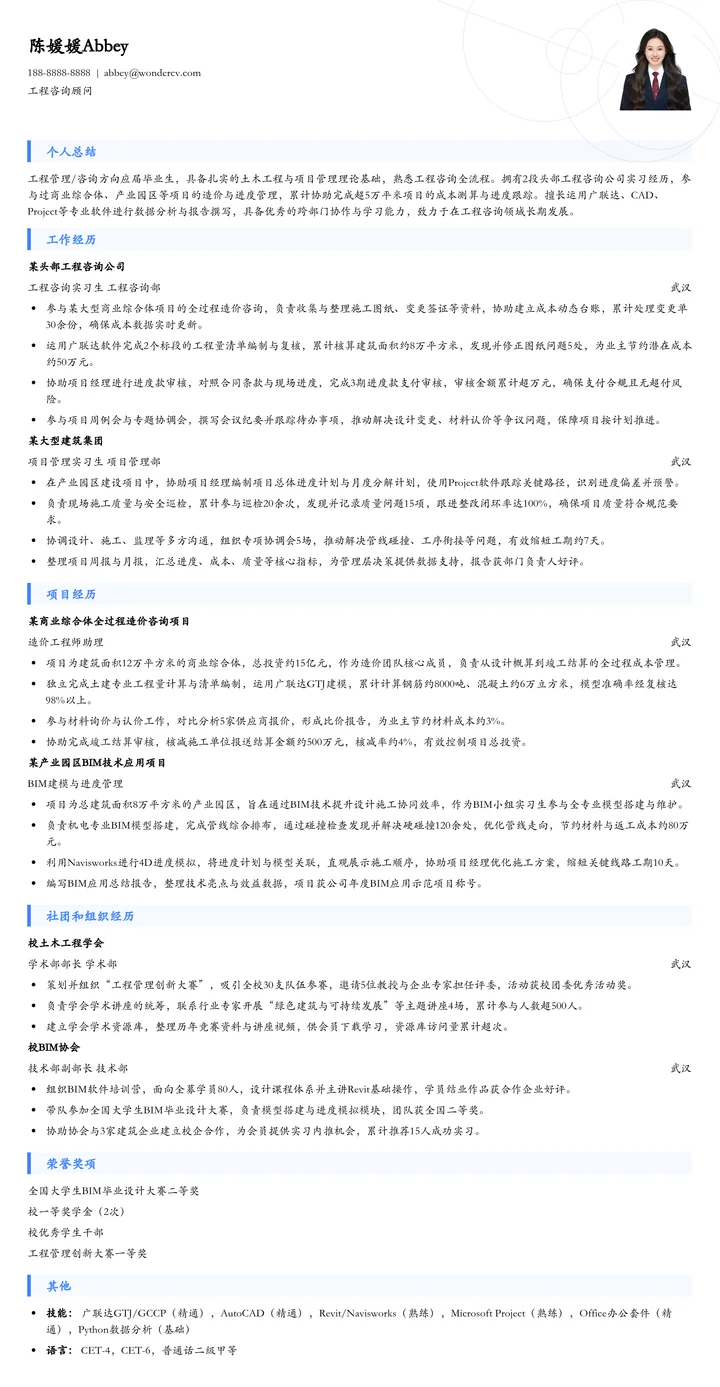 陈媛媛Abbey
188-8888-8888 | abbey@wondercv.com
工程咨询顾问
个人总结
工程管理/咨询方向应届毕业生，具备扎实的土木工程与项目管理理论基础，熟悉工程咨询全流程。拥有2段头部工程咨询公司实习经历，参
与过商业综合体、产业园区等项目的造价与进度管理，累计协助完成超5万平米项目的成本测算与进度跟踪。擅长运用广联达、CAD、
Project等专业软件进行数据分析与报告撰写，具备优秀的跨部门协作与学习能力，致力于在工程咨询领域长期发展。
工作经历
某头部工程咨询公司
工程咨询实习生 工程咨询部 武汉
• 参与某大型商业综合体项目的全过程造价咨询，负责收集与整理施工图纸、变更签证等资料，协助建立成本动态台账，累计处理变更单
30余份，确保成本数据实时更新。
• 运用广联达软件完成2个标段的工程量清单编制与复核，累计核算建筑面积约8万平方米，发现并修正图纸问题5处，为业主节约潜在成本
约50万元。
• 协助项目经理进行进度款审核，对照合同条款与现场进度，完成3期进度款支付审核，审核金额累计超万元，确保支付合规且无超付风
险。
• 参与项目周例会与专题协调会，撰写会议纪要并跟踪待办事项，推动解决设计变更、材料认价等争议问题，保障项目按计划推进。
某大型建筑集团
项目管理实习生 项目管理部 武汉
• 在产业园区建设项目中，协助项目经理编制项目总体进度计划与月度分解计划，使用Project软件跟踪关键路径，识别进度偏差并预警。
• 负责现场施工质量与安全巡检，累计参与巡检20余次，发现并记录质量问题15项，跟进整改闭环率达100%，确保项目质量符合规范要
求。
• 协调设计、施工、监理等多方沟通，组织专项协调会5场，推动解决管线碰撞、工序衔接等问题，有效缩短工期约7天。
• 整理项目周报与月报，汇总进度、成本、质量等核心指标，为管理层决策提供数据支持，报告获部门负责人好评。
项目经历
某商业综合体全过程造价咨询项目
造价工程师助理 武汉
• 项目为建筑面积12万平方米的商业综合体，总投资约15亿元，作为造价团队核心成员，负责从设计概算到竣工结算的全过程成本管理。
• 独立完成土建专业工程量计算与清单编制，运用广联达GTJ建模，累计计算钢筋约8000吨、混凝土约6万立方米，模型准确率经复核达
98%以上。
• 参与材料询价与认价工作，对比分析5家供应商报价，形成比价报告，为业主节约材料成本约3%。
• 协助完成竣工结算审核，核减施工单位报送结算金额约500万元，核减率约4%，有效控制项目总投资。
某产业园区BIM技术应用项目
BIM建模与进度管理 武汉
• 项目为总建筑面积8万平方米的产业园区，旨在通过BIM技术提升设计施工协同效率，作为BIM小组实习生参与全专业模型搭建与维护。
• 负责机电专业BIM模型搭建，完成管线综合排布，通过碰撞检查发现并解决硬碰撞120余处，优化管线走向，节约材料与返工成本约80万
元。
• 利用Navisworks进行4D进度模拟，将进度计划与模型关联，直观展示施工顺序，协助项目经理优化施工方案，缩短关键线路工期10天。
• 编写BIM应用总结报告，整理技术亮点与效益数据，项目获公司年度BIM应用示范项目称号。
社团和组织经历
校土木工程学会
学术部部长 学术部 武汉
• 策划并组织“工程管理创新大赛”，吸引全校30支队伍参赛，邀请5位教授与企业专家担任评委，活动获校团委优秀活动奖。
• 负责学会学术讲座的统筹，联系行业专家开展“绿色建筑与可持续发展”等主题讲座4场，累计参与人数超500人。
• 建立学会学术资源库，整理历年竞赛资料与讲座视频，供会员下载学习，资源库访问量累计超次。
校BIM协会
技术部副部长 技术部 武汉
• 组织BIM软件培训营，面向全募学员80人，设计课程体系并主讲Revit基础操作，学员结业作品获合作企业好评。
• 带队参加全国大学生BIM毕业设计大赛，负责模型搭建与进度模拟模块，团队获全国二等奖。
• 协助协会与3家建筑企业建立校企合作，为会员提供实习内推机会，累计推荐15人成功实习。
荣誉奖项
全国大学生BIM毕业设计大赛二等奖
校一等奖学金（2次）
校优秀学生干部
工程管理创新大赛一等奖
其他
• 技能： 广联达GTJ/GCCP（精通）, AutoCAD（精通）, Revit/Navisworks（熟练）, Microsoft Project（熟练）, Office办公套件（精
通）, Python数据分析（基础）
• 语言： CET-4，CET-6，普通话二级甲等